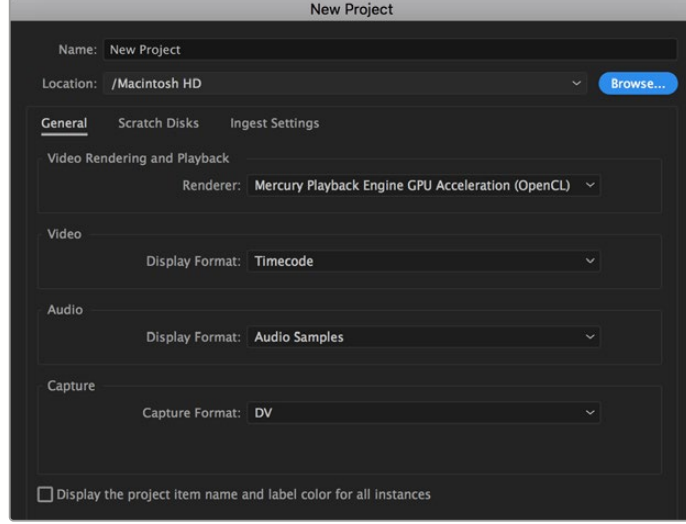 New Project
Name: New Project
Location: /Macintosh HD Browse...
General Scratch Disks Ingest Settings
Video Rendering and Playback
Renderer: Mercury Playback Engine GPU Acceleration (OpenCL)
Video
Display Format: Timecode
Audio
Display Format: Audio Samples
Capture
Capture Format: DV
Display the project item name and label color for all instances